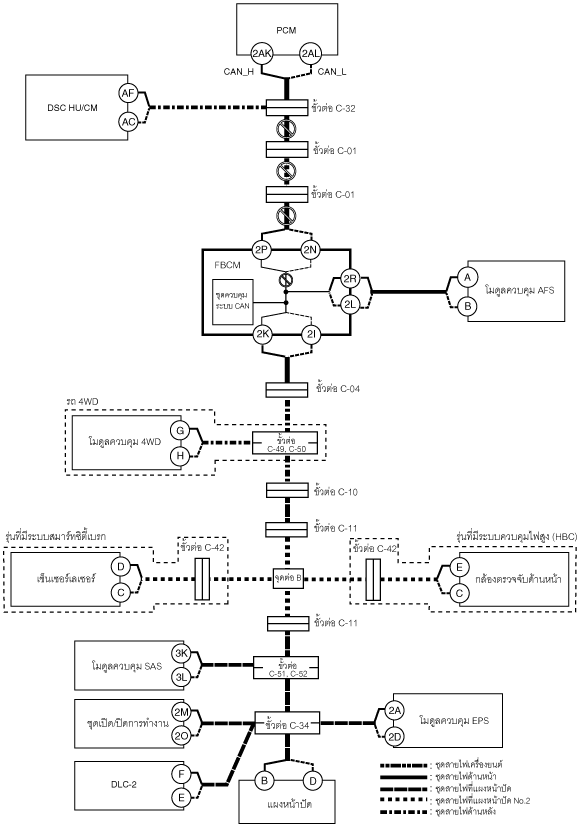 PCM
2AK
2AL
CAN_H
CAN_L
AF
DSC HU/CM
AC
ขั้วต่อ C-32
ขั้วต่อ C-01
ขั้วต่อ C-01
2P
2N
FBCM
2R
A
ชุดควบคุม
ระบบ CAN
โมดูลควบคุม AFS
2L
B
2K
2I
ขั้วต่อ C-04
รถ 4WD
G
โมดูลควบคุม 4WD
ขั้วต่อ
C-49, C-50
H
ขั้วต่อ C-10
ขั้วต่อ C-11
รุ่นที่มีระบบสมาร์ทซิตี้เบรก
ขั้วต่อ C-42
ขั้วต่อ C-42
รุ่นที่มีระบบควบคุมไฟสูง (HBC)
D
เซ็นเซอร์เลเซอร์
C
จุดต่อ B
E
กล้องตรวจจับด้านหน้า
C
ขั้วต่อ C-11
3K
โมดูลควบคุม SAS
3L
ขั้วต่อ
C-51, C-52
2M
ชุดเปิด/ปิดการทำงาน
2O
ขั้วต่อ C-34
2A
โมดูลควบคุม EPS
2D
F
DLC-2
E
B
D
แผงหน้าปัด
: ชุดสายไฟเครื่องยนต์
: ชุดสายไฟด้านหน้า
: ชุดสายไฟที่แผงหน้าปัด
: ชุดสายไฟที่แผงหน้าปัด No.2
: ชุดสายไฟด้านหลัง